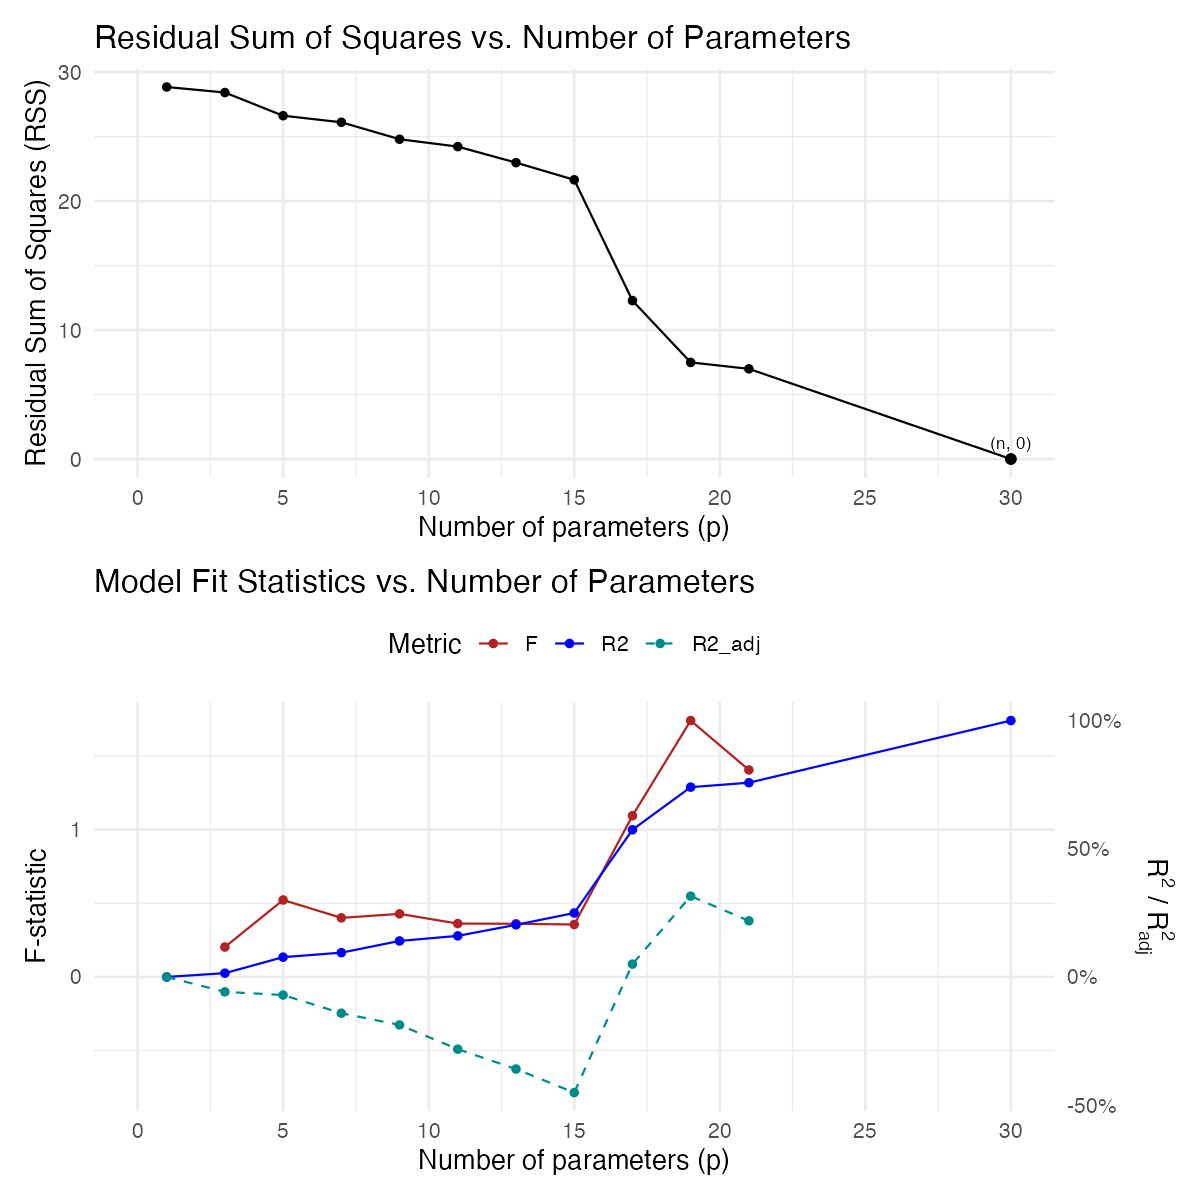 Residual Sum of Squares vs. Number of Parameters
Residual Sum of Squares (RSS)
30
20
10
0
(n, 0)
0 5 10 15 20 25 30
Number of parameters (p)
Model Fit Statistics vs. Number of Parameters
Metric F R2 R2_adj
F-statistic
1
0
100%
50%
0%
-50%
R² / R²adj
0 5 10 15 20 25 30
Number of parameters (p)